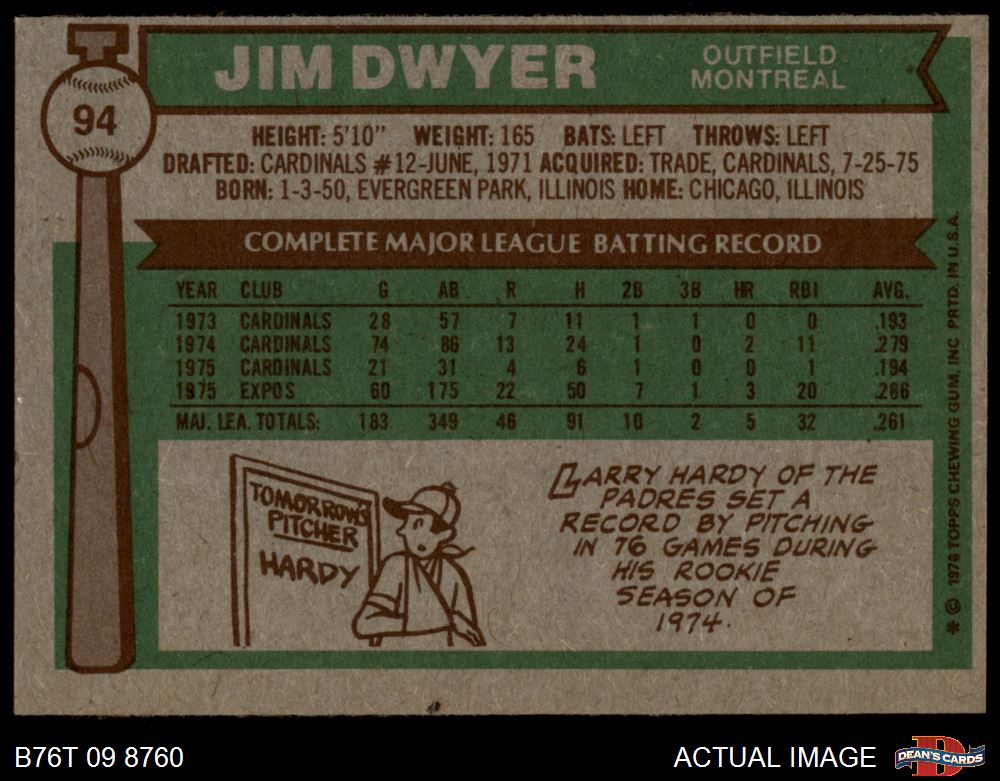 JIM DWYER
OUTFIELD
MONTREAL
94
HEIGHT: 5'10" WEIGHT: 165 BATS: LEFT THROWS: LEFT
DRAFTED: CARDINALS #12-JUNE, 1971 ACQUIRED: TRADE, CARDINALS, 7-25-75
BORN: 1-3-50, EVERGREEN PARK, ILLINOIS HOME: CHICAGO, ILLINOIS
COMPLETE MAJOR LEAGUE BATTING RECORD
YEAR CLUB G AB R H 2B 3B HR RBI AVG.
1973 CARDINALS 28 57 7 11 1 1 0 0 .193
1974 CARDINALS 74 86 13 24 1 0 2 11 .279
1975 CARDINALS 21 31 4 6 1 0 0 1 .194
1975 EXPOS 60 175 22 50 7 1 3 20 .286
MAJ. LEA. TOTALS: 183 349 46 91 10 2 5 32 .261
TOMORROW'S
PITCHER
HARDY
LARRY HARDY OF THE
PADRES SET A
RECORD BY PITCHING
IN 76 GAMES DURING
HIS ROOKIE
SEASON OF
1974.
* © 1976 TOPPS CHEWING GUM, INC PRTD. IN U.S.A.
B76T 09 8760
ACTUAL IMAGE
D
DEAN'S CARDS